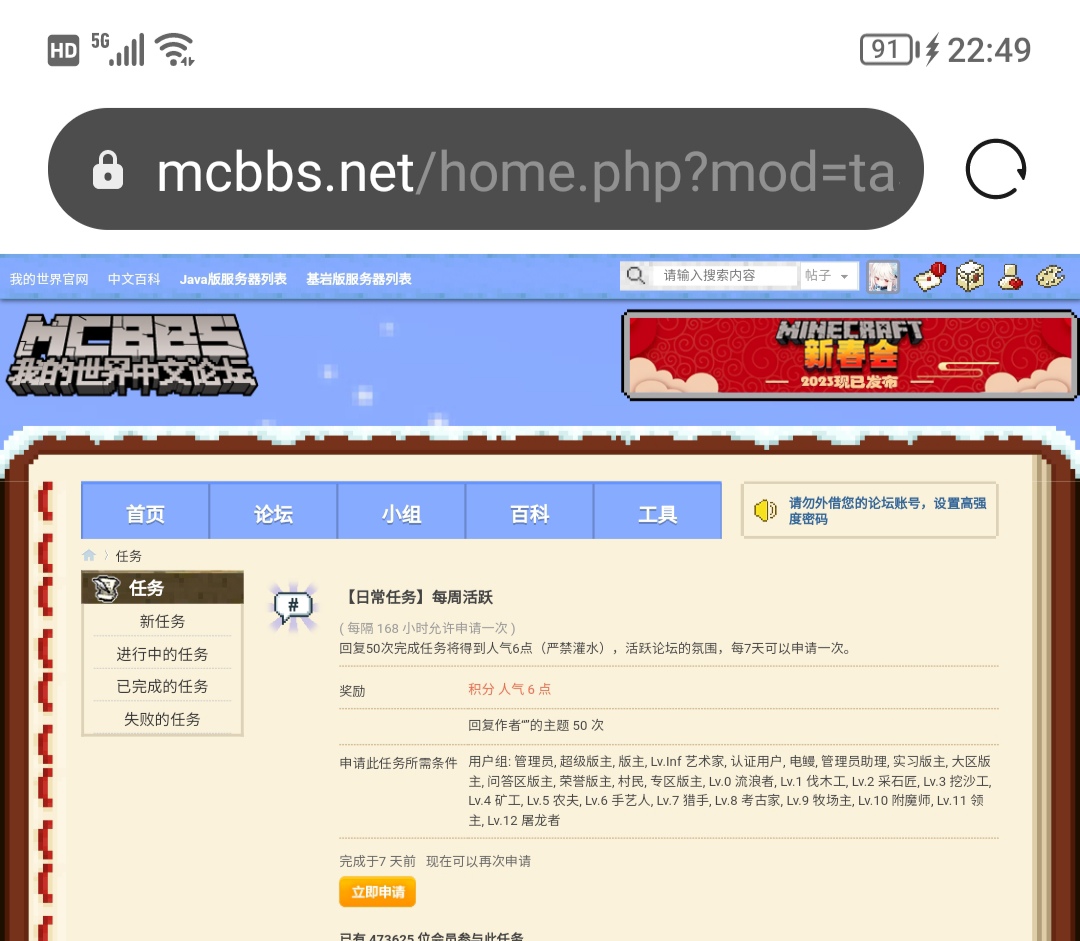 HD 5G 91 22:49
mcbbs.net/home.php?mod=ta
我的世界官网 中文百科 Java版服务器列表 基岩版服务器列表 请输入搜索内容 帖子
MCBBS
我的世界中文论坛
MINECRAFT
新春会
2023现已发布
首页 论坛 小组 百科 工具
请勿外借您的论坛账号，设置高强
度密码
任务
任务
新任务
进行中的任务
已完成的任务
失败的任务
#
【日常任务】每周活跃
( 每隔 168 小时允许申请一次 )
回复50次完成任务将得到人气6点（严禁灌水），活跃论坛的氛围，每7天可以申请一次。
奖励 积分 人气 6 点
回复作者“”的主题 50 次
申请此任务所需条件 用户组: 管理员, 超级版主, 版主, Lv.Inf 艺术家, 认证用户, 电鳗, 管理员助理, 实习版主, 大区版
主, 问答区版主, 荣誉版主, 村民, 专区版主, Lv.0 流浪者, Lv.1 伐木工, Lv.2 采石匠, Lv.3 挖沙工,
Lv.4 矿工, Lv.5 农夫, Lv.6 手艺人, Lv.7 猎手, Lv.8 考古家, Lv.9 牧场主, Lv.10 附魔师, Lv.11 领
主, Lv.12 屠龙者
完成于7 天前 现在可以再次申请
立即申请
已有 473625 位会员参与此任务